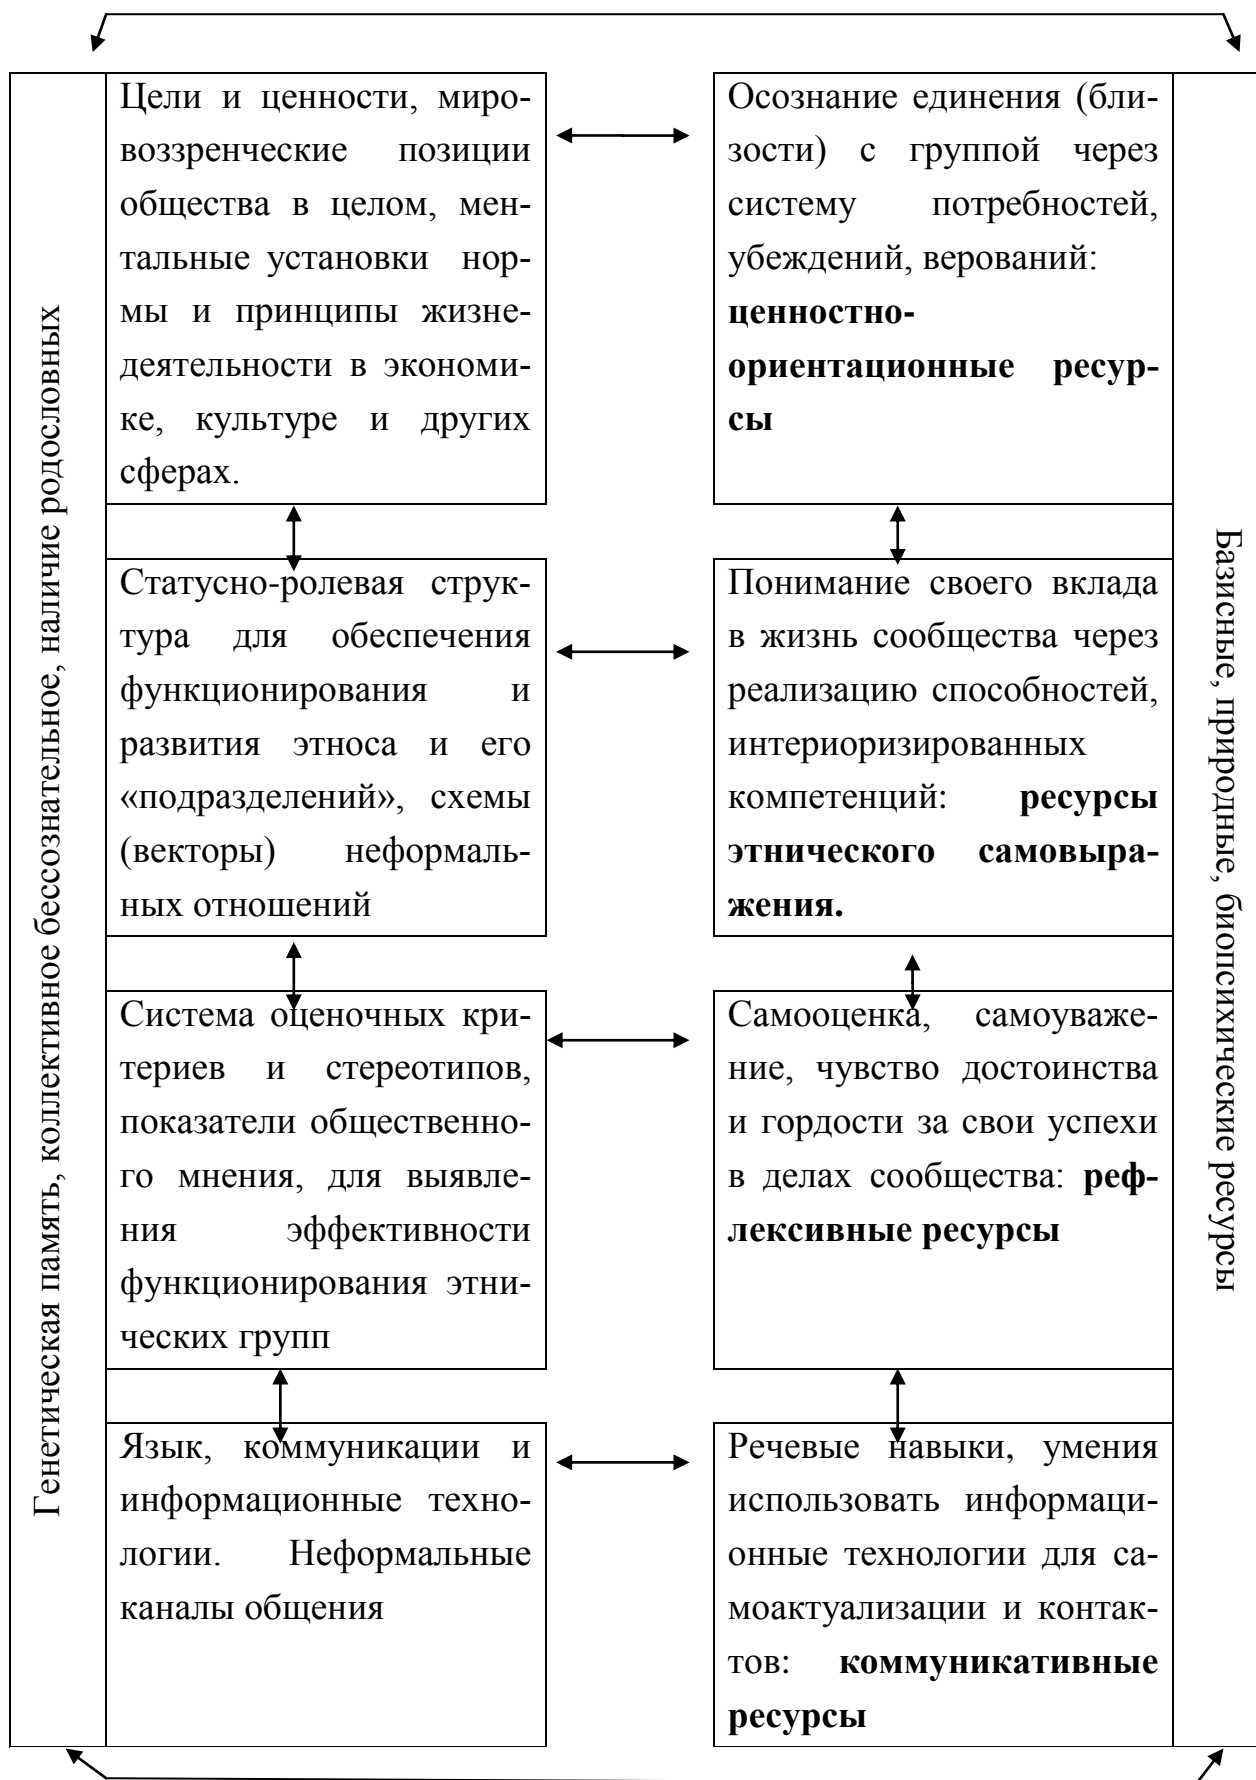 Генетическая память, коллективное бессознательное, наличие родословных
Цели и ценности, миро-
воззренческие позиции
общества в целом, мен-
тальные установки нор-
мы и принципы жизне-
деятельности в экономи-
ке, культуре и других
сферах.
Осознание единения (бли-
зости) с группой через
систему потребностей,
убеждений, верований:
ценностно-
ориентационные ресур-
сы
Статусно-ролевая струк-
тура для обеспечения
функционирования и
развития этноса и его
«подразделений», схемы
(векторы) неформаль-
ных отношений
Понимание своего вклада
в жизнь сообщества через
реализацию способностей,
интериоризированных
компетенций: ресурсы
этнического самовыра-
жения.
Система оценочных кри-
териев и стереотипов,
показатели общественно-
го мнения, для выявле-
ния эффективности
функционирования этни-
ческих групп
Самооценка, самоуваже-
ние, чувство достоинства
и гордости за свои успехи
в делах сообщества: реф-
лексивные ресурсы
Язык, коммуникации и
информационные техно-
логии. Неформальные
каналы общения
Речевые навыки, умения
использовать информаци-
онные технологии для са-
моактуализации и контак-
тов: коммуникативные
ресурсы
Базисные, природные, биопсихические ресурсы